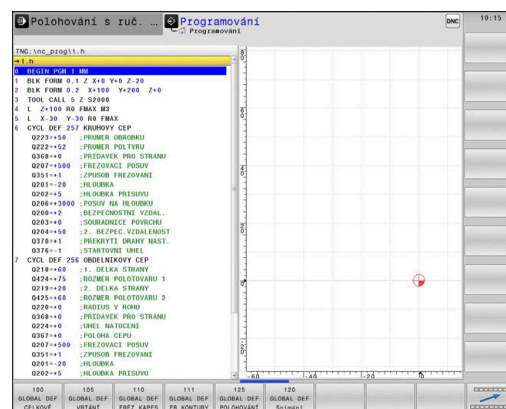 Polohování s ruč. ...
Programování
Programování
DNC
10:15
TNC:\nc_prog\1.h
→1.h
0 BEGIN PGM 1 MM
1 BLK FORM 0.1 Z X+0 Y+0 Z-20
2 BLK FORM 0.2 X+100 Y+200 Z+0
3 TOOL CALL 5 Z S2000
4 L Z+100 R0 FMAX M3
5 L X-30 Y-30 R0 FMAX
6 CYCL DEF 257 KRUHOVY CEP
Q223=+50 ;PRUMER OBROBKU
Q222=+52 ;PRUMER POLTVRU
Q368=+0 ;PRIDAVEK PRO STRANU
Q207=+500 ;FREZOVACI POSUV
Q351=+1 ;ZPUSOB FREZOVANI
Q201=-20 ;HLOUBKA
Q202=+5 ;HLOUBKA PRISUVU
Q206=+3000 ;POSUV NA HLOUBKU
Q200=+2 ;BEZPECNOSTNI VZDAL.
Q203=+0 ;SOURADNICE POVRCHU
Q204=+50 ;2. BEZPEC.VZDALENOST
Q370=+1 ;PREKRYTI DRAHY NAST.
Q376=-1 ;STARTOVNI UHEL
7 CYCL DEF 256 OBDELNIKOVY CEP
Q218=+60 ;1. DELKA STRANY
Q424=+75 ;ROZMER POLOTOVARU 1
Q219=+20 ;2. DELKA STRANY
Q425=+60 ;ROZMER POLOTOVARU 2
Q220=+0 ;RADIUS V ROHU
Q368=+0 ;PRIDAVEK PRO STRANU
Q224=+0 ;UHEL NATOCENI
Q367=+0 ;POLOHA CEPU
Q207=+500 ;FREZOVACI POSUV
Q351=+1 ;ZPUSOB FREZOVANI
Q201=-20 ;HLOUBKA
Q202=+5 ;HLOUBKA PRISUVU
-60 -40 -20 0
100 105 110 111 125 120
GLOBAL DEF GLOBAL DEF GLOBAL DEF GLOBAL DEF GLOBAL DEF GLOBAL DEF
CELKOVÉ VRTÁNÍ FRÉZ.KAPES FR.KONTURY POLOHOVÁNÍ Snímání